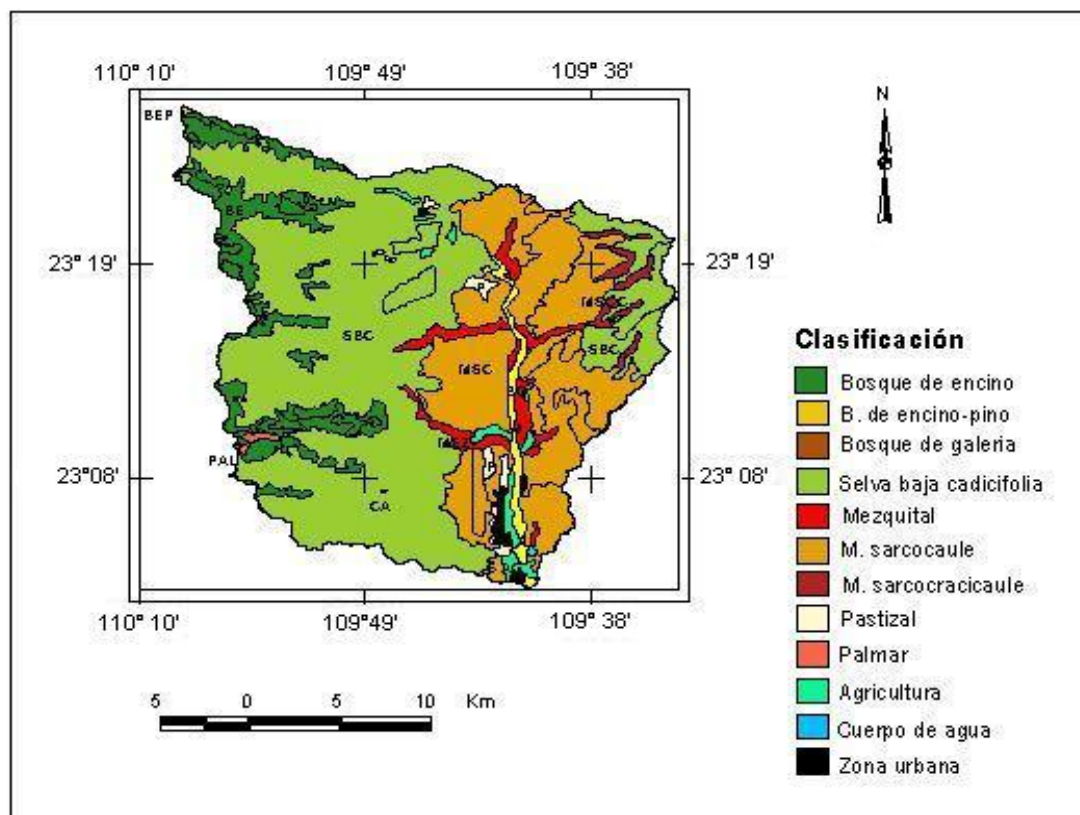 110° 10' 109° 49' 109° 38'
N
BEP
BE
23° 19' 23° 19'
SBC
MSC
SBC
PAL
23° 08' 23° 08'
CA
110° 10' 109° 49' 109° 38'
5 0 5 10 Km
Clasificación
Bosque de encino
B. de encino-pino
Bosque de galeria
Selva baja cadicifolia
Mezquital
M. sarcocaule
M. sarcocracicaule
Pastizal
Palmar
Agricultura
Cuerpo de agua
Zona urbana